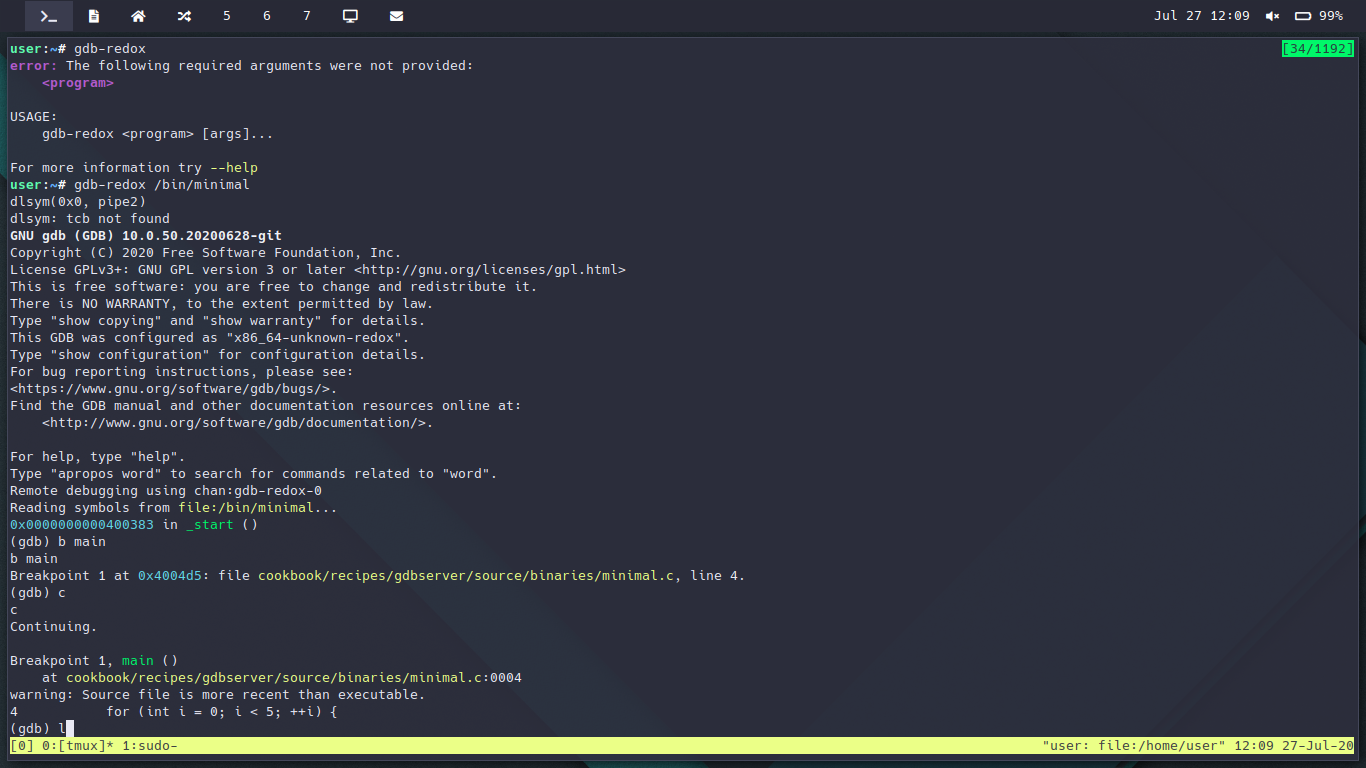 5 6 7 Jul 27 12:09 99%
user:~# gdb-redox [34/1192]
error: The following required arguments were not provided:
    <program>

USAGE:
    gdb-redox <program> [args]...

For more information try --help
user:~# gdb-redox /bin/minimal
dlsym(0x0, pipe2)
dlsym: tcb not found
GNU gdb (GDB) 10.0.50.20200628-git
Copyright (C) 2020 Free Software Foundation, Inc.
License GPLv3+: GNU GPL version 3 or later <http://gnu.org/licenses/gpl.html>
This is free software: you are free to change and redistribute it.
There is NO WARRANTY, to the extent permitted by law.
Type "show copying" and "show warranty" for details.
This GDB was configured as "x86_64-unknown-redox".
Type "show configuration" for configuration details.
For bug reporting instructions, please see:
<https://www.gnu.org/software/gdb/bugs/>.
Find the GDB manual and other documentation resources online at:
    <http://www.gnu.org/software/gdb/documentation/>.

For help, type "help".
Type "apropos word" to search for commands related to "word".
Remote debugging using chan:gdb-redox-0
Reading symbols from file:/bin/minimal...
0x0000000000400383 in _start ()
(gdb) b main
b main
Breakpoint 1 at 0x4004d5: file cookbook/recipes/gdbserver/source/binaries/minimal.c, line 4.
(gdb) c
c
Continuing.

Breakpoint 1, main ()
    at cookbook/recipes/gdbserver/source/binaries/minimal.c:0004
warning: Source file is more recent than executable.
4           for (int i = 0; i < 5; ++i) {
(gdb) l
[0] 0:[tmux]* 1:sudo- "user: file:/home/user" 12:09 27-Jul-20